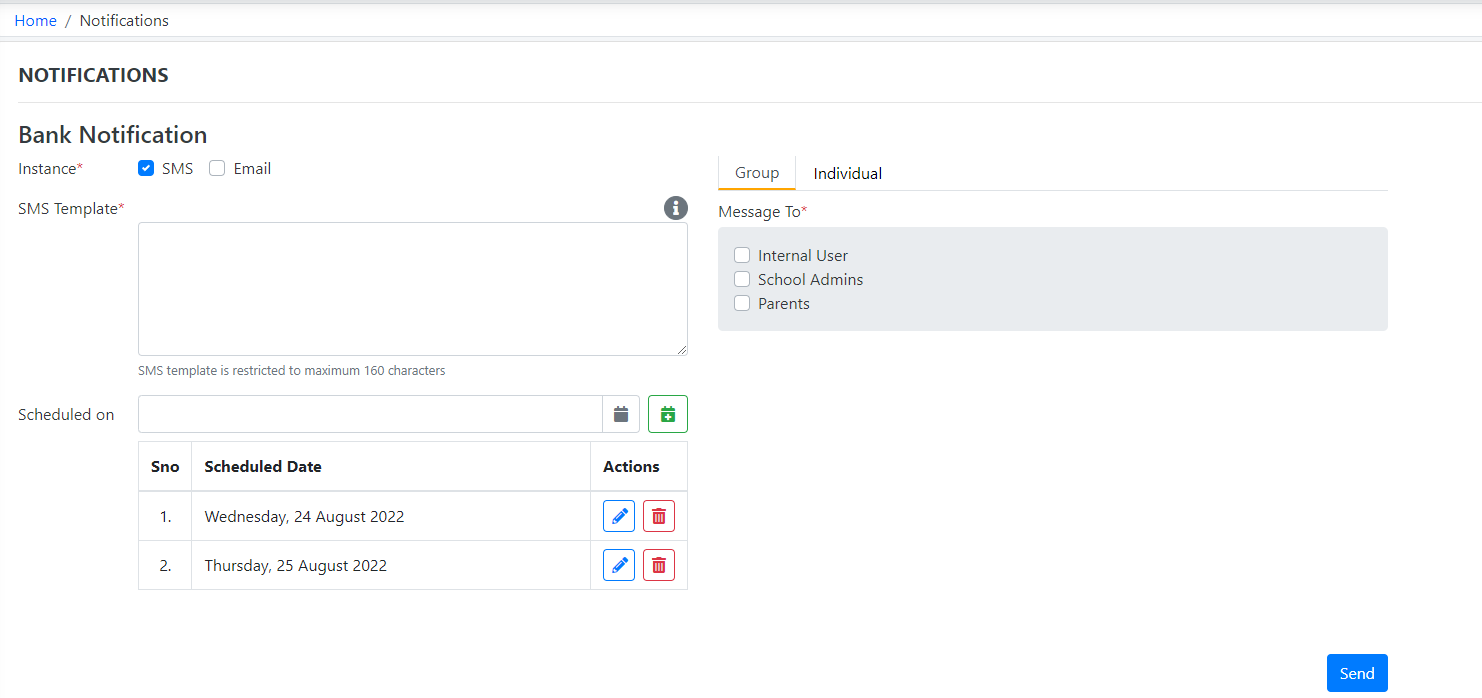 Home / Notifications
NOTIFICATIONS
Bank Notification
Instance* SMS Email
SMS Template*
SMS template is restricted to maximum 160 characters
Scheduled on
Sno Scheduled Date Actions
1. Wednesday, 24 August 2022
2. Thursday, 25 August 2022
Group Individual
Message To*
Internal User
School Admins
Parents
Send